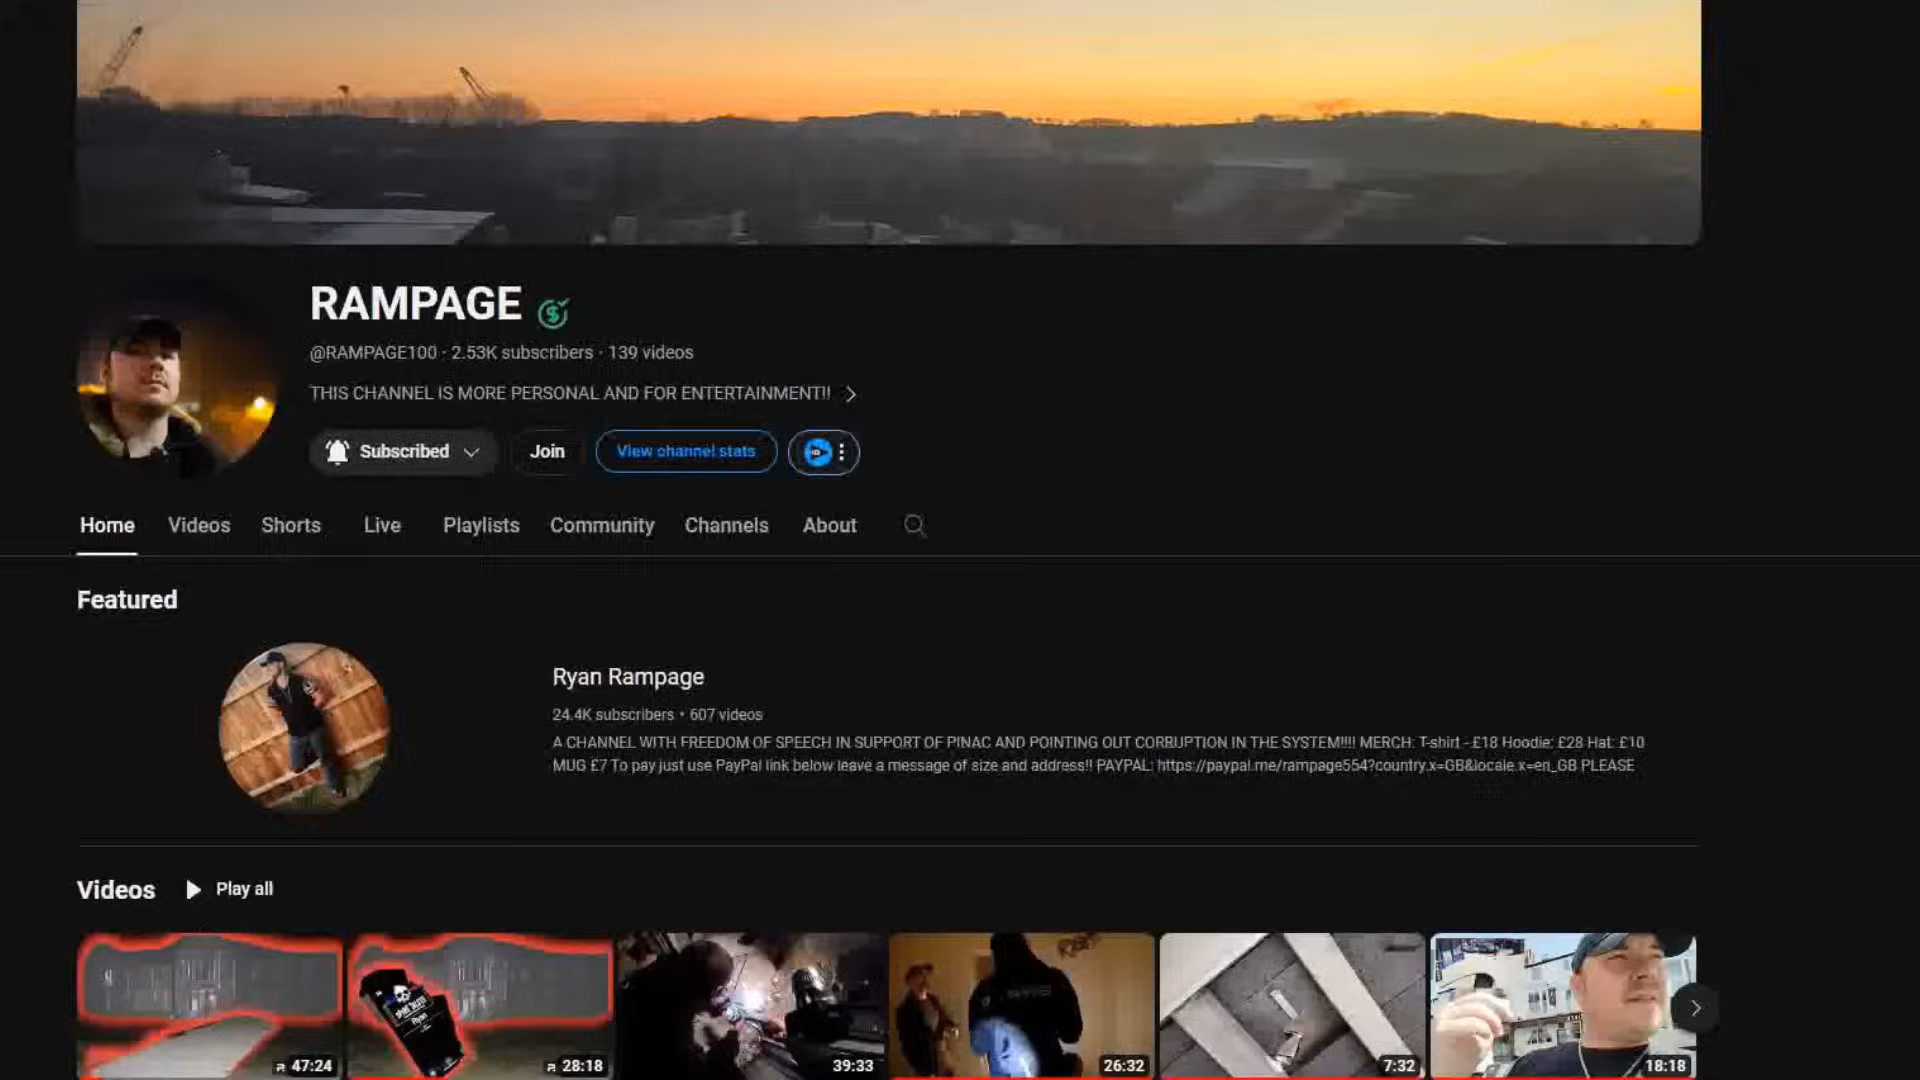 RAMPAGE
@RAMPAGE100 · 2.53K subscribers · 139 videos
THIS CHANNEL IS MORE PERSONAL AND FOR ENTERTAINMENT!!
Subscribed
Join
View channel stats
Home Videos Shorts Live Playlists Community Channels About
Featured
Ryan Rampage
24.4K subscribers • 607 videos
A CHANNEL WITH FREEDOM OF SPEECH IN SUPPORT OF PINAC AND POINTING OUT CORRUPTION IN THE SYSTEM!!!! MERCH: T-shirt - £18 Hoodie: £28 Hat: £10
MUG £7 To pay just use PayPal link below leave a message of size and address!! PAYPAL: https://paypal.me/rampage554?country.x=GB&locale.x=en_GB PLEASE
Videos Play all
47:24
28:18
39:33
26:32
7:32
18:18